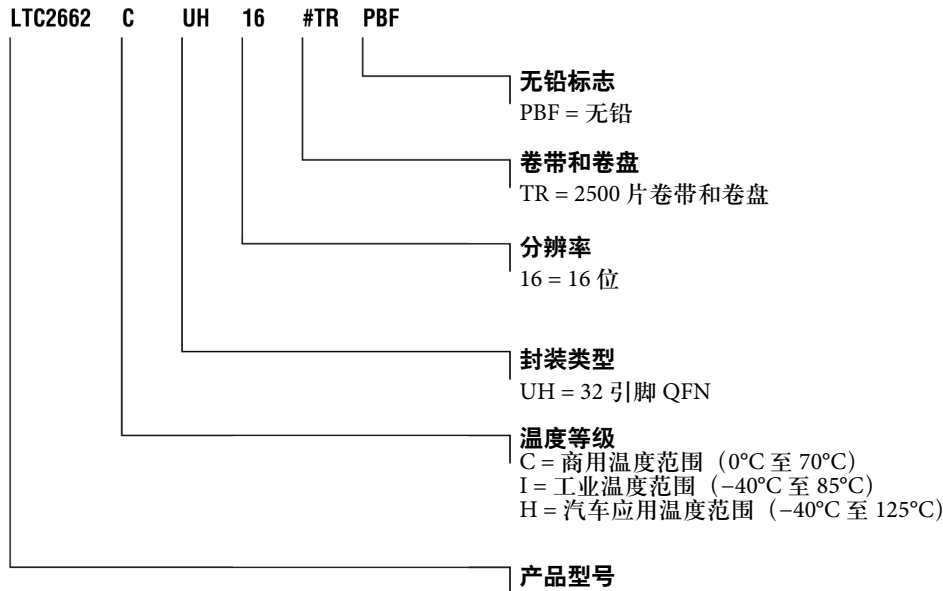 LTC2662 C UH 16 #TR PBF
无铅标志
PBF = 无铅
卷带和卷盘
TR = 2500 片卷带和卷盘
分辨率
16 = 16 位
封装类型
UH = 32 引脚 QFN
温度等级
C = 商用温度范围（0°C 至 70°C）
I = 工业温度范围（–40°C 至 85°C）
H = 汽车应用温度范围（–40°C 至 125°C）
产品型号